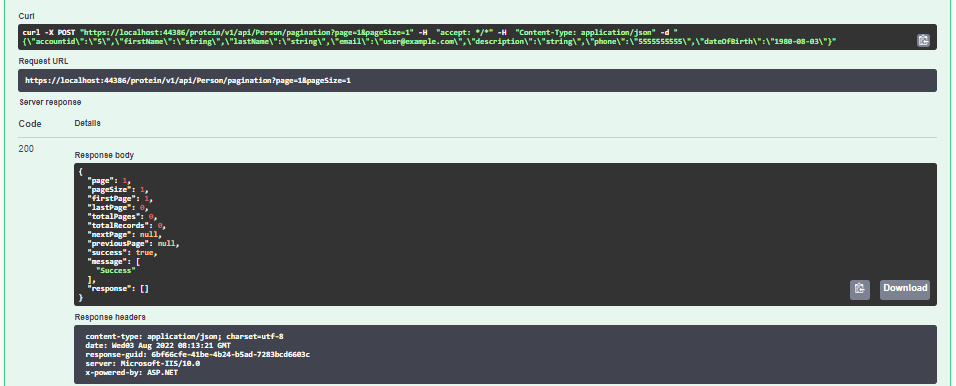 Curl
curl -X POST "https://localhost:44386/protein/v1/api/Person/pagination?page=1&pageSize=1" -H  "accept: */*" -H  "Content-Type: application/json" -d "
{\"accountid\":\"5\",\"firstName\":\"string\",\"lastName\":\"string\",\"email\":\"user@example.com\",\"description\":\"string\",\"phone\":\"5555555555\",\"dateOfBirth\":\"1980-08-03\"}"
Request URL
https://localhost:44386/protein/v1/api/Person/pagination?page=1&pageSize=1
Server response
Code Details
200
Response body
{
"page": 1,
"pageSize": 1,
"firstPage": 1,
"lastPage": 0,
"totalPages": 0,
"totalRecords": 0,
"nextPage": null,
"previousPage": null,
"success": true,
"message": [
"Success"
],
"response": []
}
Download
Response headers
content-type: application/json; charset=utf-8
date: Wed03 Aug 2022 08:13:21 GMT
response-guid: 6bf66cfe-41be-4b24-b5ad-7283bcd6603c
server: Microsoft-IIS/10.0
x-powered-by: ASP.NET